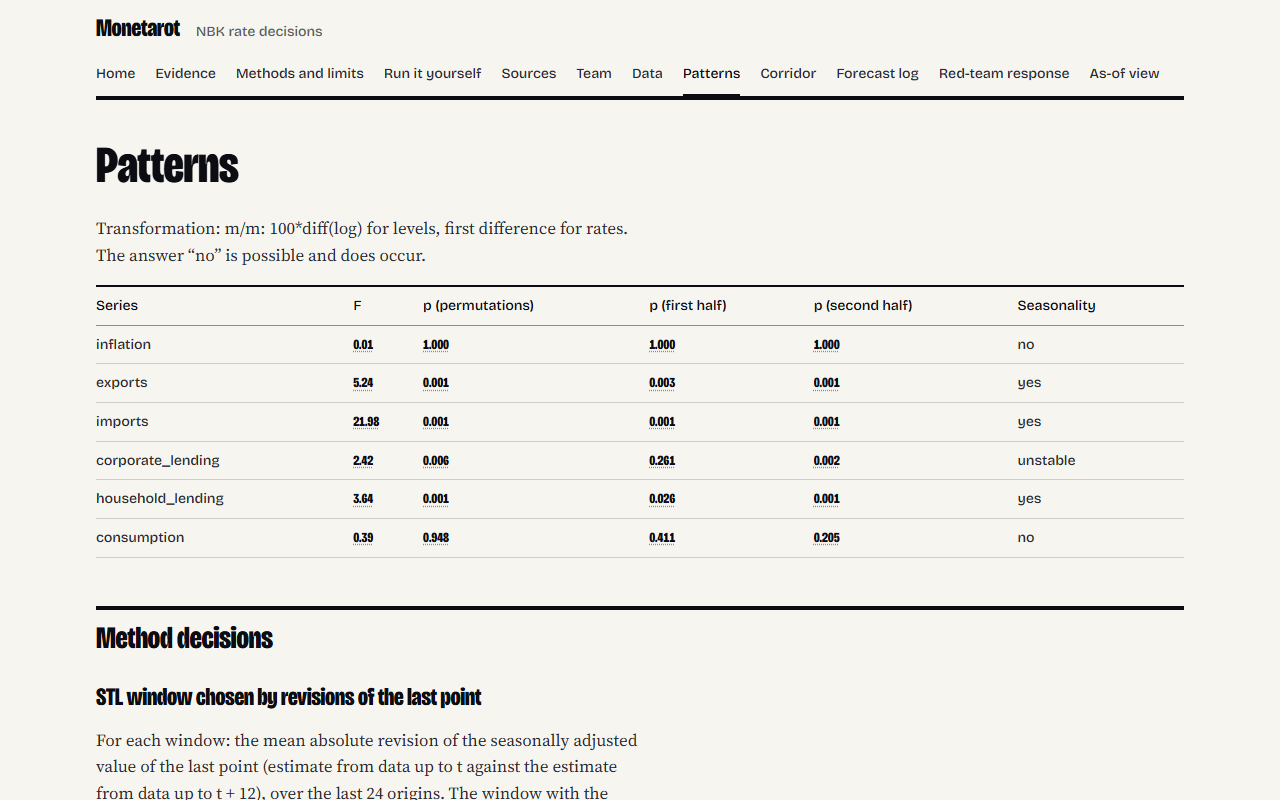 Monetarot NBK rate decisions
Home Evidence Methods and limits Run it yourself Sources Team Data Patterns Corridor Forecast log Red-team response As-of view
Patterns
Transformation: m/m: 100*diff(log) for levels, first difference for rates.
The answer “no” is possible and does occur.
Series F p (permutations) p (first half) p (second half) Seasonality
inflation 0.01 1.000 1.000 1.000 no
exports 5.24 0.001 0.003 0.001 yes
imports 21.98 0.001 0.001 0.001 yes
corporate_lending 2.42 0.006 0.261 0.002 unstable
household_lending 3.64 0.001 0.026 0.001 yes
consumption 0.39 0.948 0.411 0.205 no
Method decisions
STL window chosen by revisions of the last point
For each window: the mean absolute revision of the seasonally adjusted
value of the last point (estimate from data up to t against the estimate
from data up to t + 12), over the last 24 origins. The window with the